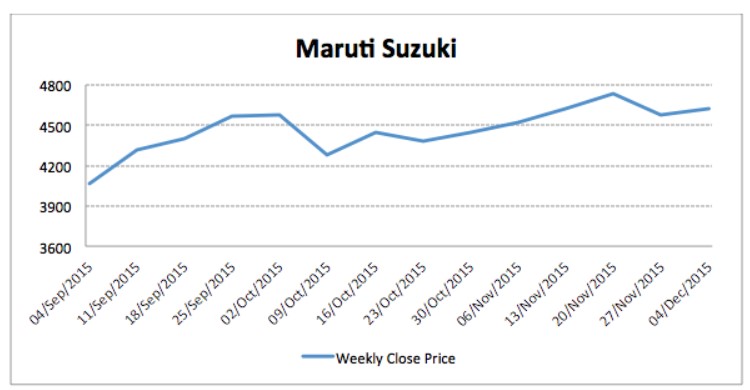 Maruti Suzuki
4800
4500
4200
3900
3600
04/Sep/2015
11/Sep/2015
18/Sep/2015
25/Sep/2015
02/Oct/2015
09/Oct/2015
16/Oct/2015
23/Oct/2015
30/Oct/2015
06/Nov/2015
13/Nov/2015
20/Nov/2015
27/Nov/2015
04/Dec/2015
Weekly Close Price